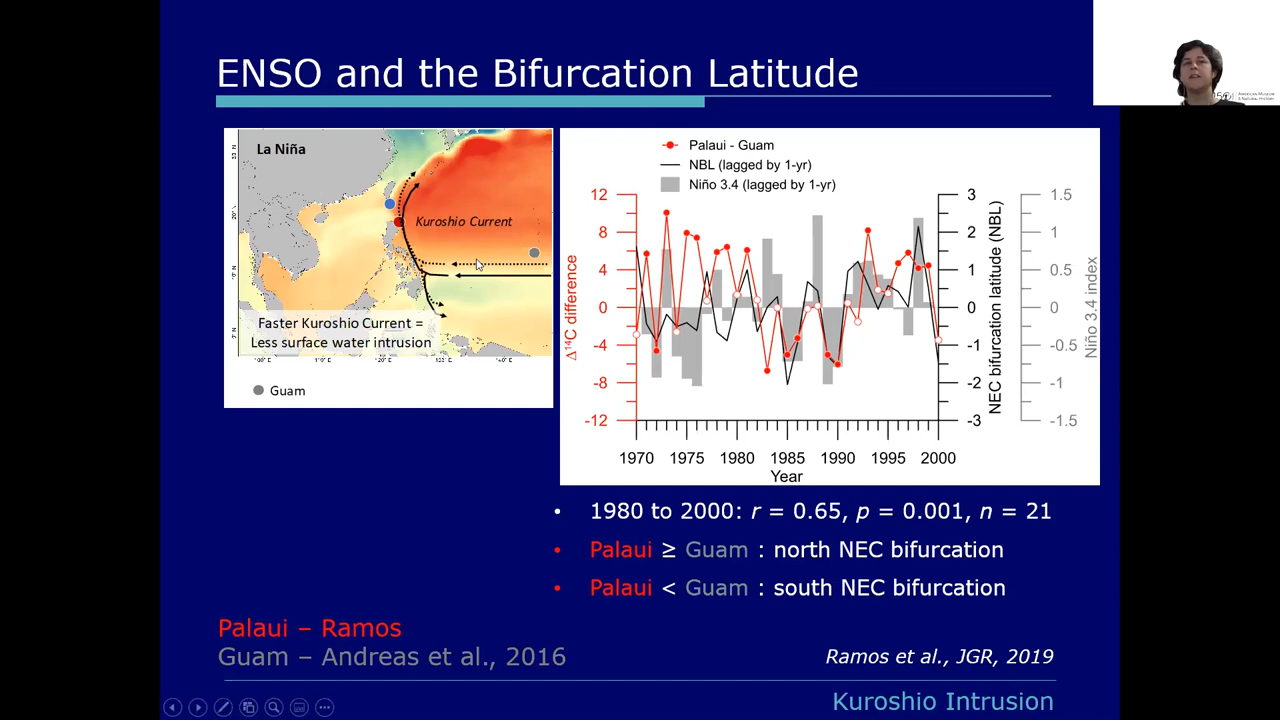 ENSO and the Bifurcation Latitude
La Niña
Kuroshio Current
Faster Kuroshio Current =
Less surface water intrusion
100° E
110° E
120° E
140° E
Guam
Palaui - Guam
NBL (lagged by 1-yr)
Niño 3.4 (lagged by 1-yr)
12
8
4
0
-4
-8
-12
Δ¹⁴C difference
3
2
1
0
-1
-2
-3
NEC bifurcation latitude (NBL)
1.5
1
0.5
0
-0.5
-1
-1.5
Niño 3.4 index
1970 1975 1980 1985 1990 1995 2000
Year
• 1980 to 2000: r = 0.65, p = 0.001, n = 21
• Palaui ≥ Guam : north NEC bifurcation
• Palaui < Guam : south NEC bifurcation
Palaui – Ramos
Guam – Andreas et al., 2016
Ramos et al., JGR, 2019
Kuroshio Intrusion